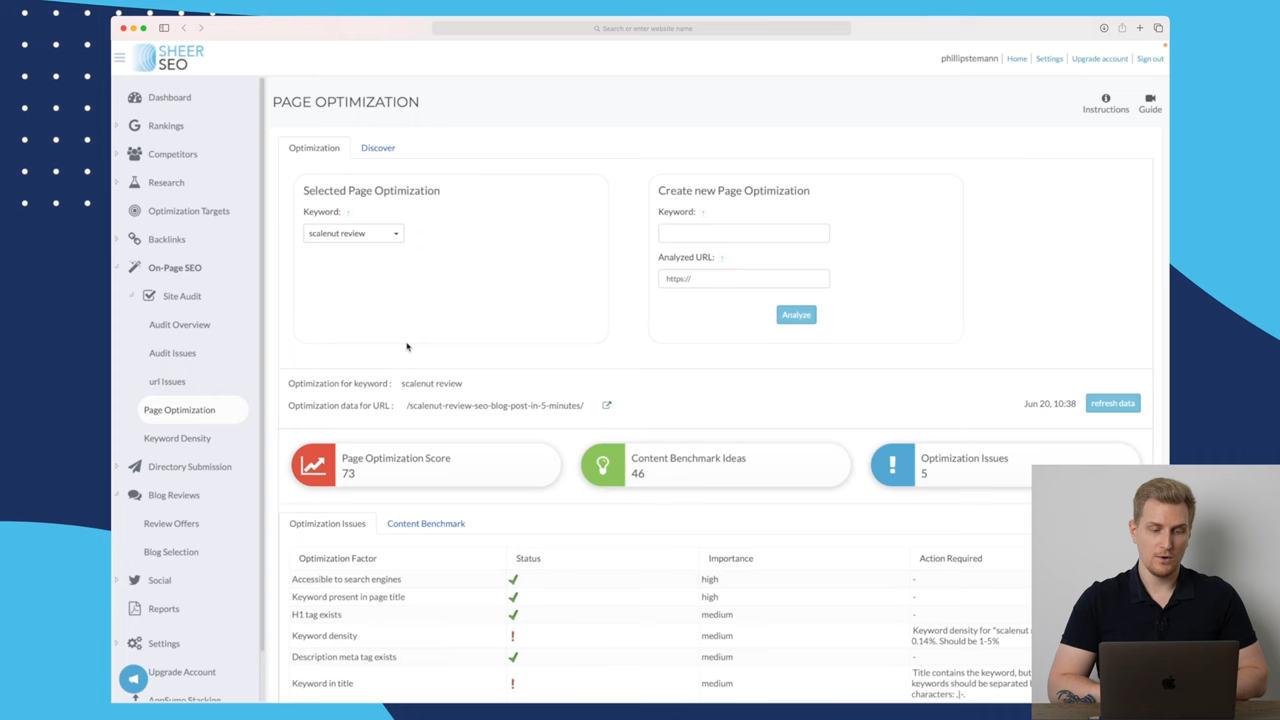 Search or enter website name
SHEER
SEO
phillipstemann Home Settings Upgrade account Sign out
Dashboard
Rankings
Competitors
Research
Optimization Targets
Backlinks
On-Page SEO
Site Audit
Audit Overview
Audit Issues
url Issues
Page Optimization
Keyword Density
Directory Submission
Blog Reviews
Review Offers
Blog Selection
Social
Reports
Settings
Upgrade Account
AppSumo Stacking
PAGE OPTIMIZATION
Instructions
Guide
Optimization Discover
Selected Page Optimization
Keyword: ?
scalenut review
Create new Page Optimization
Keyword: ?
Analyzed URL: ?
https://
Analyze
Optimization for keyword : scalenut review
Optimization data for URL : /scalenut-review-seo-blog-post-in-5-minutes/
Jun 20, 10:38 refresh data
Page Optimization Score
73
Content Benchmark Ideas
46
Optimization Issues
5
Optimization Issues Content Benchmark
Optimization Factor Status Importance Action Required
Accessible to search engines high -
Keyword present in page title high -
H1 tag exists medium -
Keyword density ! medium Keyword density for "scalenut
0.14%. Should be 1-5%
Description meta tag exists medium -
Keyword in title ! medium Title contains the keyword, but
keywords should be separated
characters: ,|-.